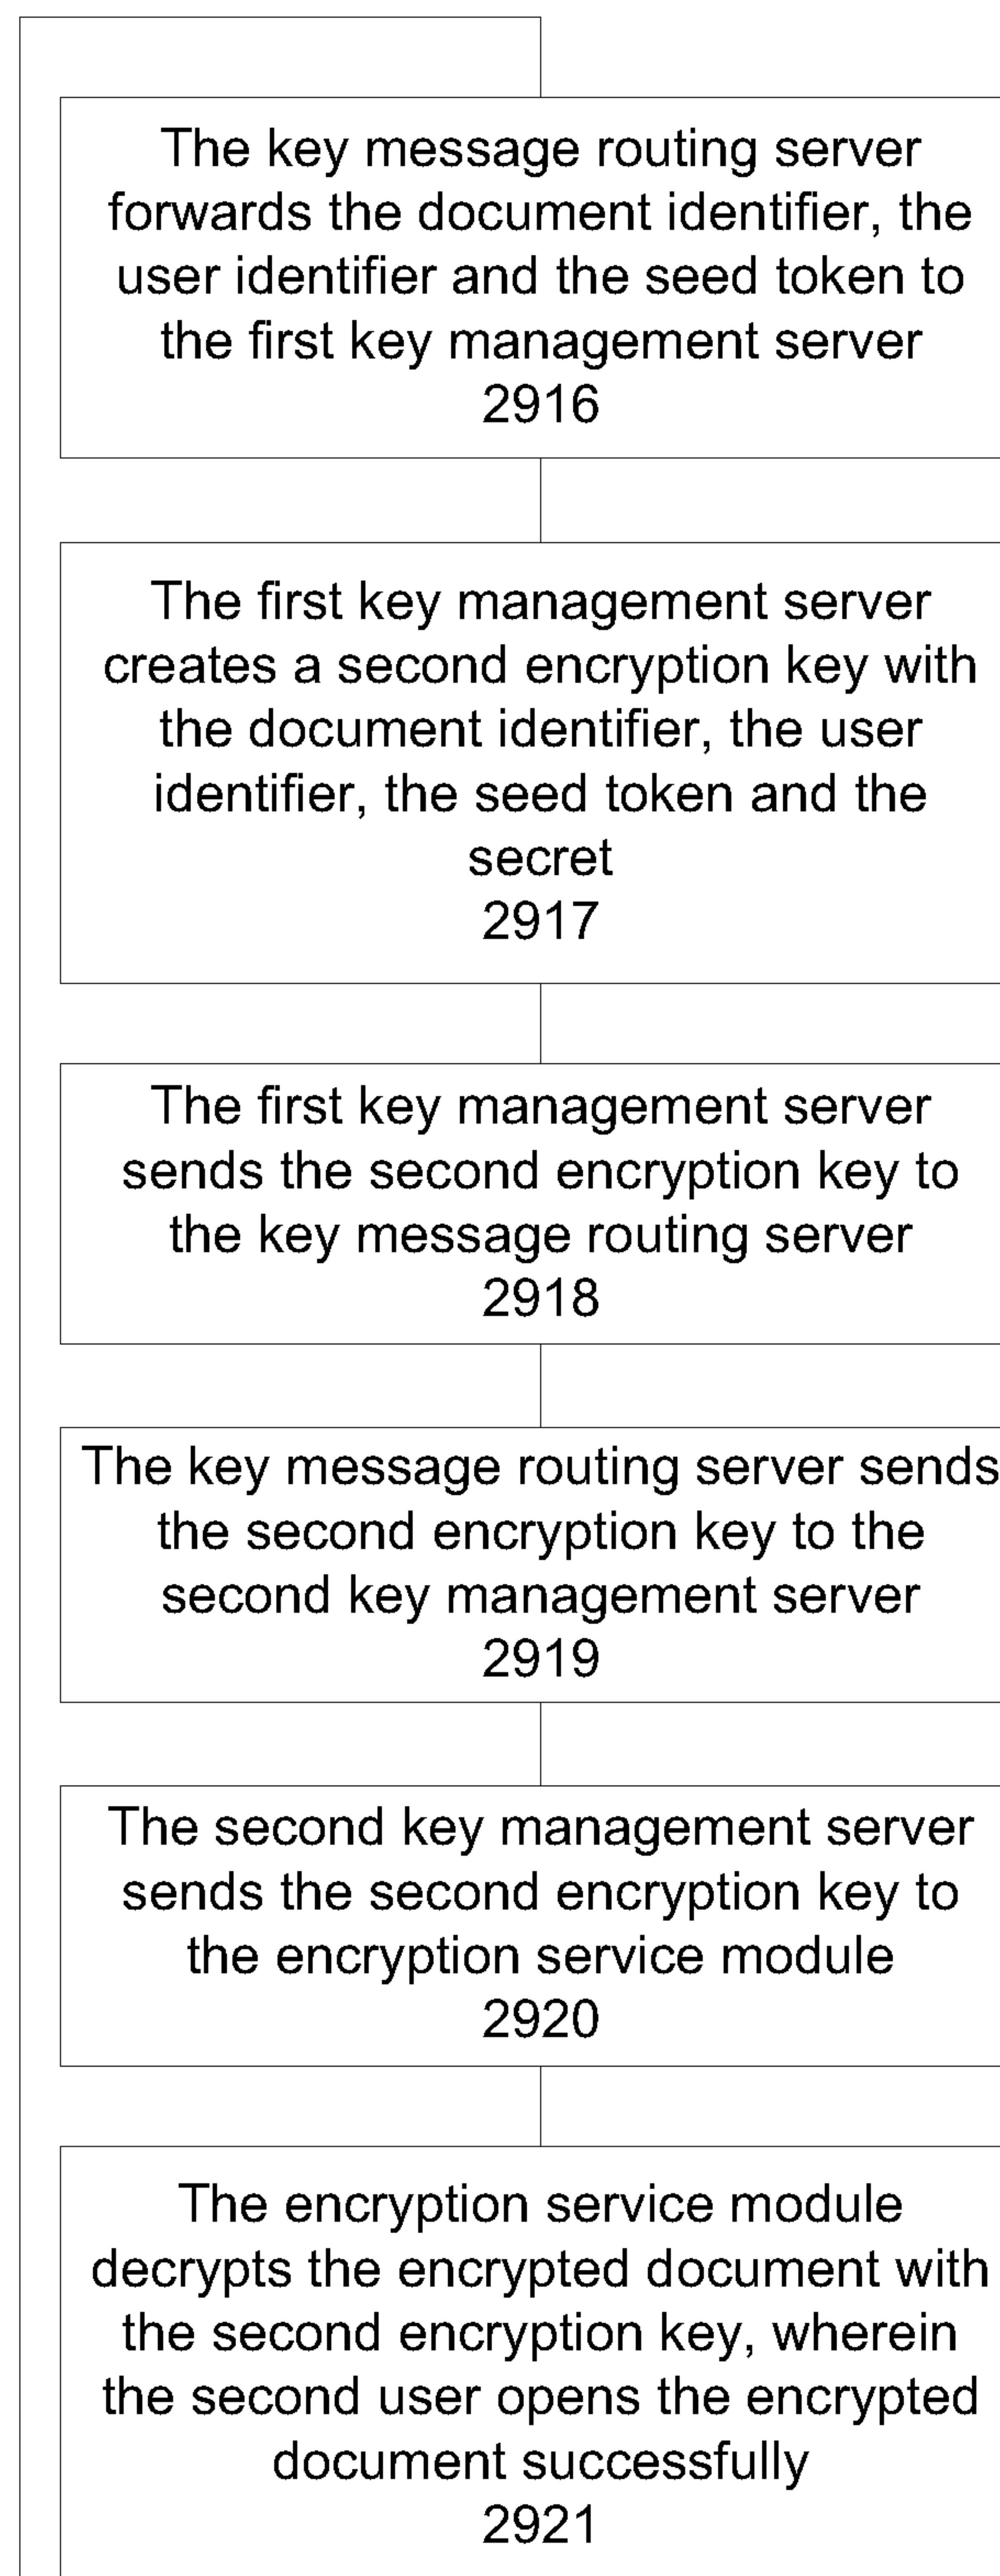 The key message routing server
forwards the document identifier, the
user identifier and the seed token to
the first key management server
2916
The first key management server
creates a second encryption key with
the document identifier, the user
identifier, the seed token and the
secret
2917
The first key management server
sends the second encryption key to
the key message routing server
2918
The key message routing server sends
the second encryption key to the
second key management server
2919
The second key management server
sends the second encryption key to
the encryption service module
2920
The encryption service module
decrypts the encrypted document with
the second encryption key, wherein
the second user opens the encrypted
document successfully
2921